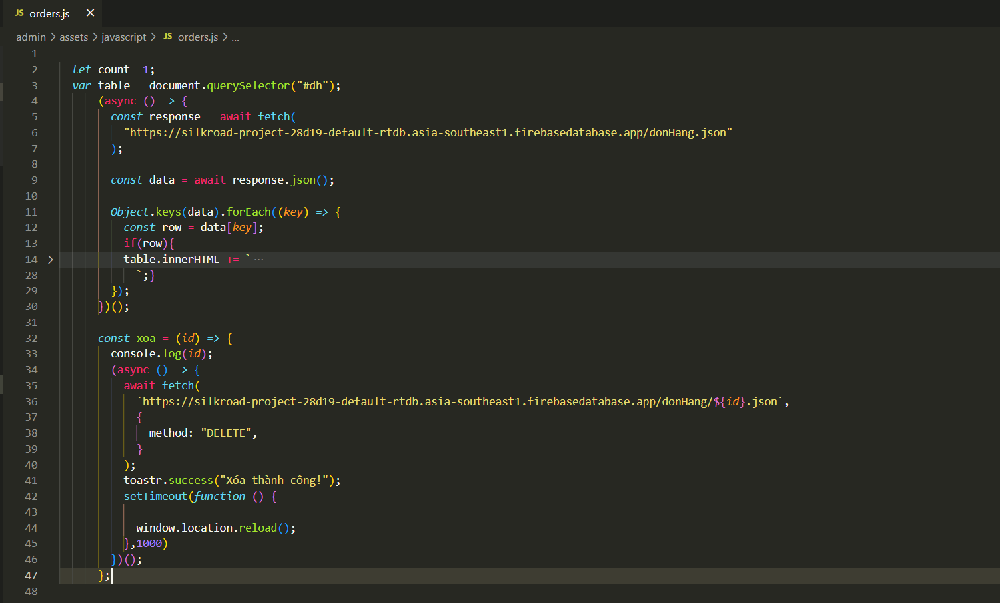 JS orders.js ×
admin > assets > javascript > JS orders.js > ...
1
2 let count =1;
3 var table = document.querySelector("#dh");
4 (async () => {
5 const response = await fetch(
6 "https://silkroad-project-28d19-default-rtdb.asia-southeast1.firebasedatabase.app/donHang.json"
7 );
8
9 const data = await response.json();
10
11 Object.keys(data).forEach((key) => {
12 const row = data[key];
13 if(row){
14 table.innerHTML += ` ...
28 `;}
29 });
30 })();
31
32 const xoa = (id) => {
33 console.log(id);
34 (async () => {
35 await fetch(
36 `https://silkroad-project-28d19-default-rtdb.asia-southeast1.firebasedatabase.app/donHang/${id}.json`,
37 {
38 method: "DELETE",
39 }
40 );
41 toastr.success("Xóa thành công!");
42 setTimeout(function () {
43
44 window.location.reload();
45 },1000)
46 })();
47 };
48